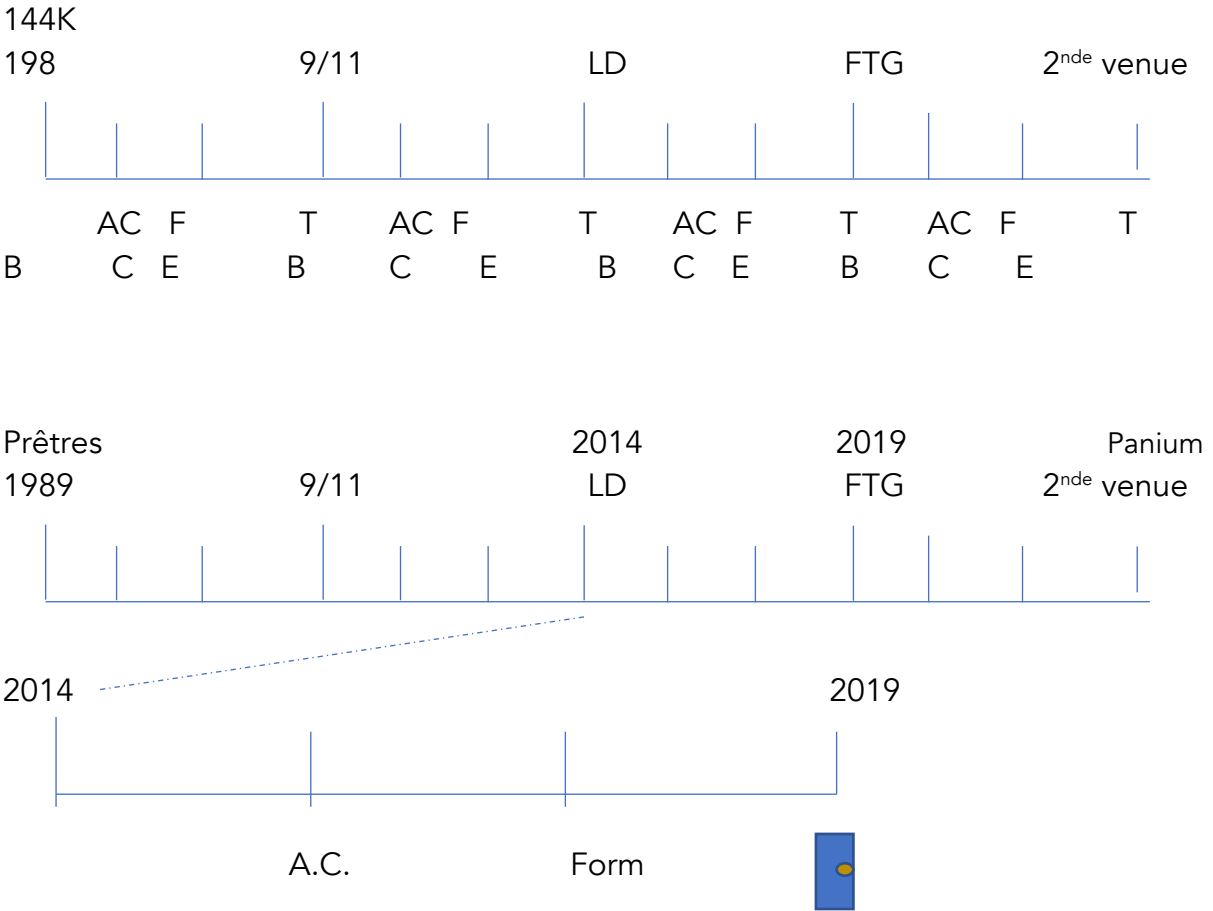 144K
198 9/11 LD FTG 2nde venue
AC F T AC F T AC F T AC F T
B C E B C E B C E B C E
Prêtres 2014 2019 Panium
1989 9/11 LD FTG 2nde venue
2014 2019
A.C. Form